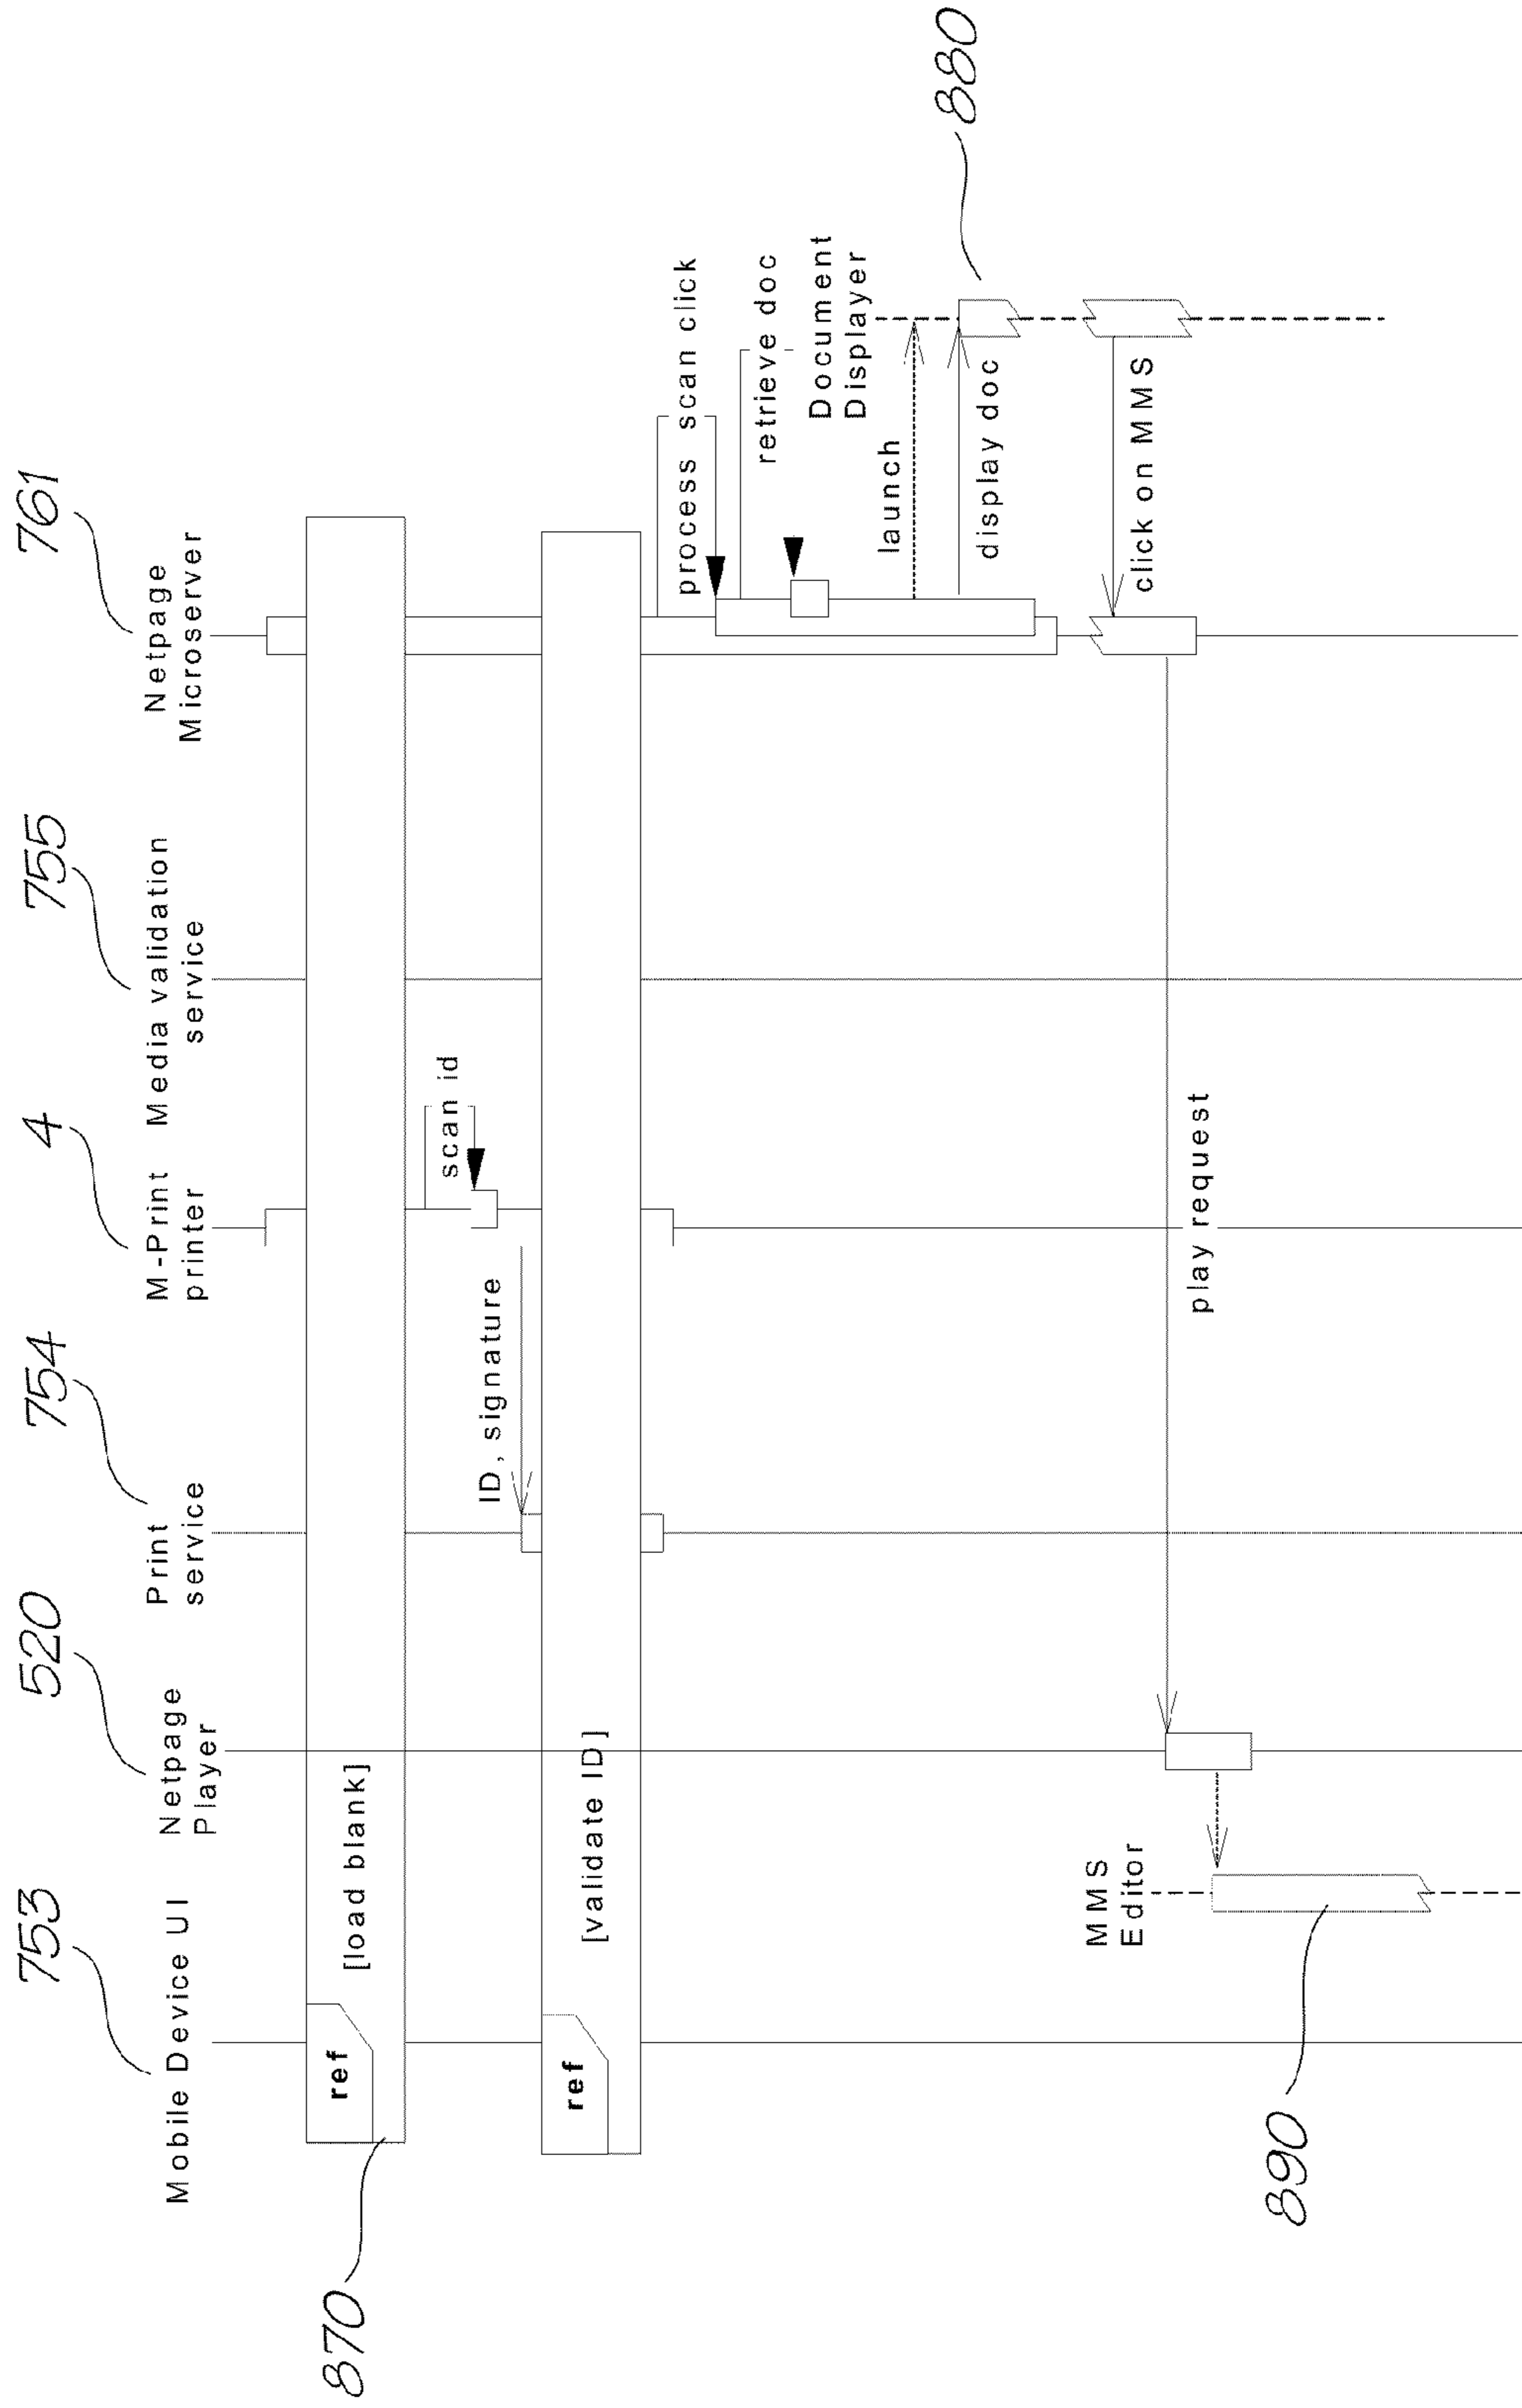 753
520
754
4
755
761
Mobile Device UI
Netpage
Player
Print
service
M-Print
printer
Media validation
service
Netpage
Microserver
870
ref
[load blank]
scan id
ID, signature
ref
[validate ID]
process scan click
retrieve doc
Document
Displayer
launch
display doc
880
click on MMS
play request
MMS
Editor
890